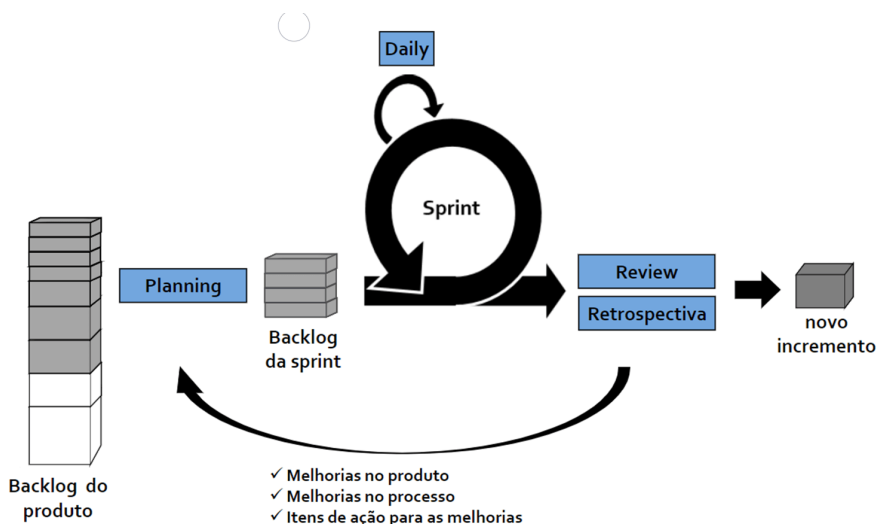 Daily
Sprint
Planning
Review
Retrospectiva
Backlog
da sprint
novo
incremento
Backlog do
produto
✓ Melhorias no produto
✓ Melhorias no processo
✓ Itens de ação para as melhorias